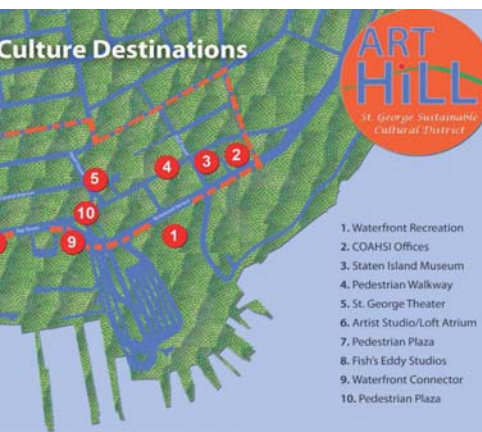 Culture Destinations
ART
HiLL
St. George Sustainable
Cultural District
5
4
3
2
10
9
1
Bay Street
1. Waterfront Recreation
2. COAHSI Offices
3. Staten Island Museum
4. Pedestrian Walkway
5. St. George Theater
6. Artist Studio/Loft Atrium
7. Pedestrian Plaza
8. Fish's Eddy Studios
9. Waterfront Connector
10. Pedestrian Plaza